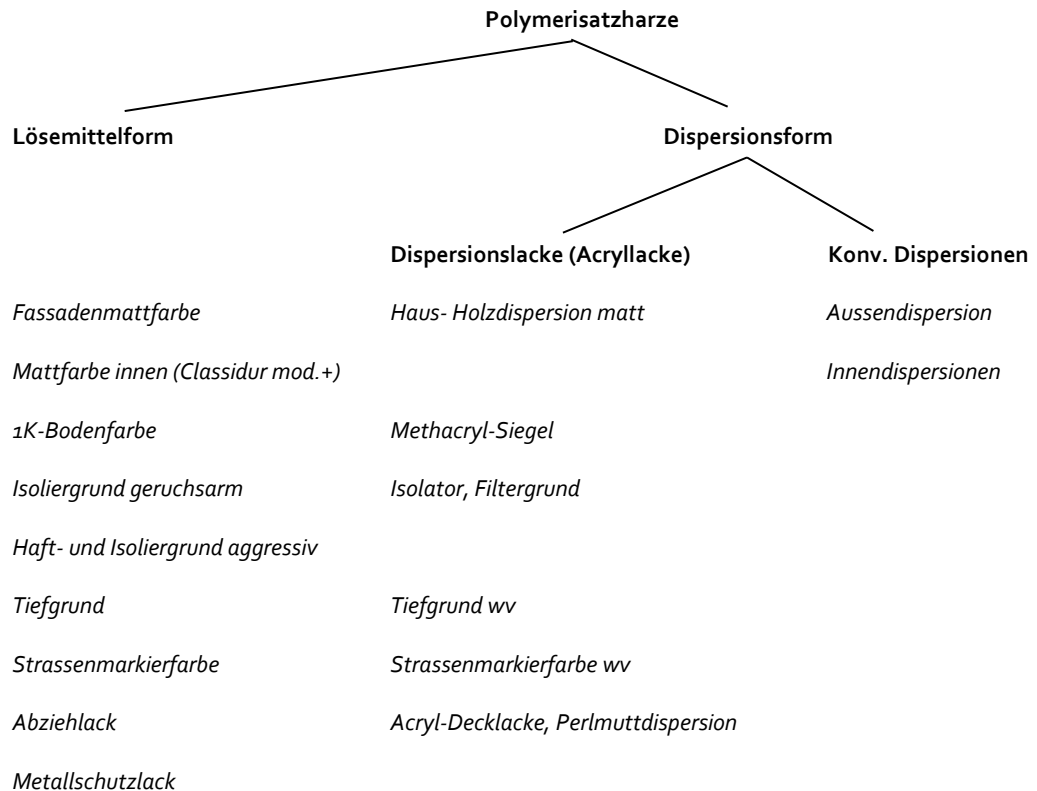 Polymerisatzharze
Lösemittelform Dispersionsform
Dispersionslacke (Acryllacke) Konv. Dispersionen
Fassadenmattfarbe Haus- Holzdispersion matt Aussendispersion
Mattfarbe innen (Classidur mod.+) Innendispersionen
1K-Bodenfarbe Methacryl-Siegel
Isoliergrund geruchsarm Isolator, Filtergrund
Haft- und Isoliergrund aggressiv
Tiefgrund Tiefgrund wv
Strassenmarkierfarbe Strassenmarkierfarbe wv
Abziehlack Acryl-Decklacke, Perlmuttdispersion
Metallschutzlack